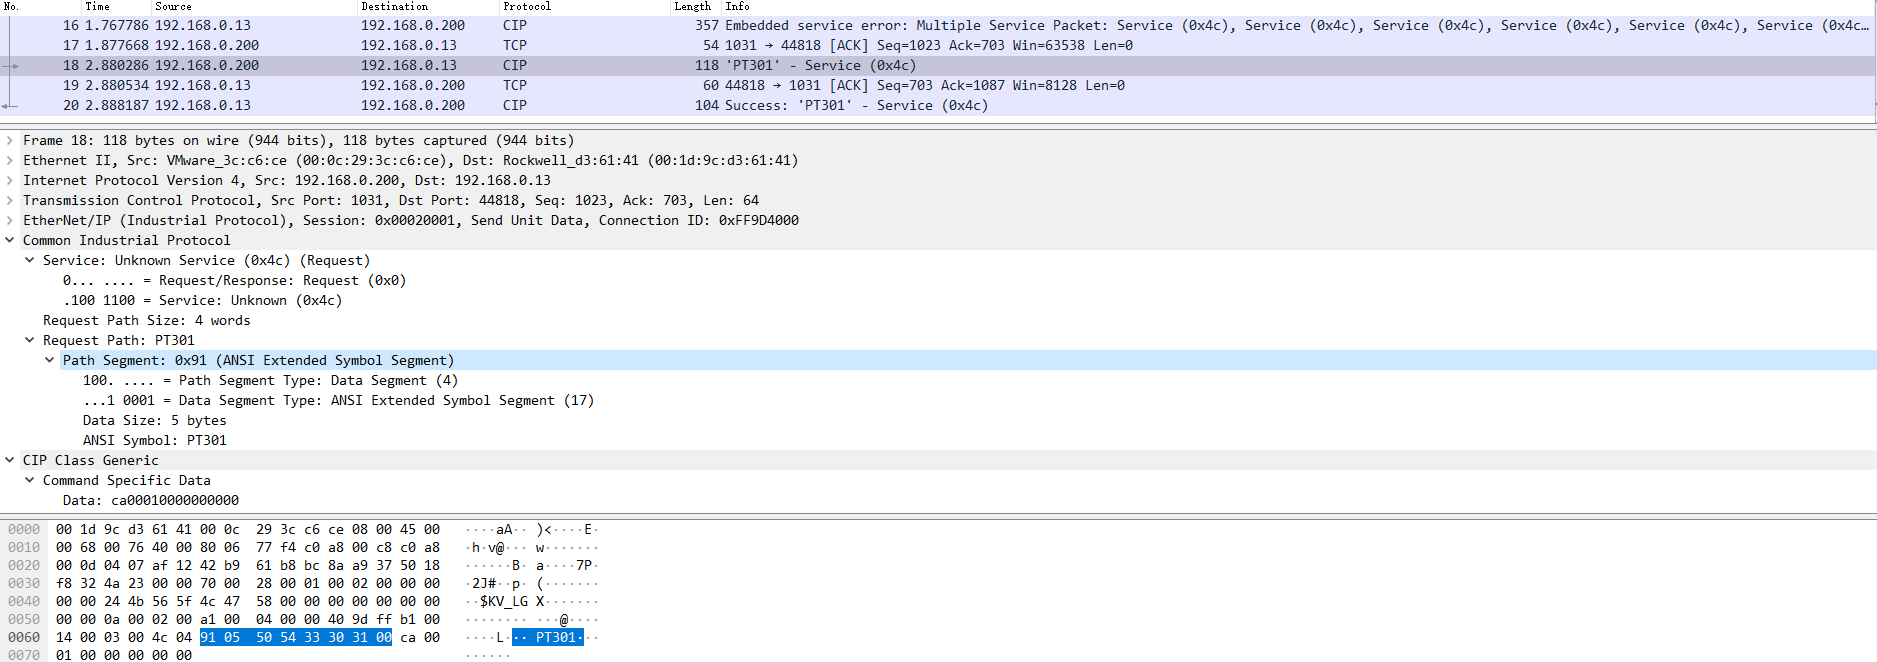 No. Time Source Destination Protocol Length Info
16 1.767786 192.168.0.13 192.168.0.200 CIP 357 Embedded service error: Multiple Service Packet: Service (0x4c), Service (0x4c), Service (0x4c), Service (0x4c), Service (0x4c), Service (0x4c…
17 1.877668 192.168.0.200 192.168.0.13 TCP 54 1031 → 44818 [ACK] Seq=1023 Ack=703 Win=63538 Len=0
18 2.880286 192.168.0.200 192.168.0.13 CIP 118 'PT301' - Service (0x4c)
19 2.880534 192.168.0.13 192.168.0.200 TCP 60 44818 → 1031 [ACK] Seq=703 Ack=1087 Win=8128 Len=0
20 2.888187 192.168.0.13 192.168.0.200 CIP 104 Success: 'PT301' - Service (0x4c)
Frame 18: 118 bytes on wire (944 bits), 118 bytes captured (944 bits)
Ethernet II, Src: VMware_3c:c6:ce (00:0c:29:3c:c6:ce), Dst: Rockwell_d3:61:41 (00:1d:9c:d3:61:41)
Internet Protocol Version 4, Src: 192.168.0.200, Dst: 192.168.0.13
Transmission Control Protocol, Src Port: 1031, Dst Port: 44818, Seq: 1023, Ack: 703, Len: 64
EtherNet/IP (Industrial Protocol), Session: 0x00020001, Send Unit Data, Connection ID: 0xFF9D4000
Common Industrial Protocol
Service: Unknown Service (0x4c) (Request)
0... .... = Request/Response: Request (0x0)
.100 1100 = Service: Unknown (0x4c)
Request Path Size: 4 words
Request Path: PT301
Path Segment: 0x91 (ANSI Extended Symbol Segment)
100. .... = Path Segment Type: Data Segment (4)
...1 0001 = Data Segment Type: ANSI Extended Symbol Segment (17)
Data Size: 5 bytes
ANSI Symbol: PT301
CIP Class Generic
Command Specific Data
Data: ca00010000000000
0000 00 1d 9c d3 61 41 00 0c 29 3c c6 ce 08 00 45 00 ····aA·· )<····E·
0010 00 68 00 76 40 00 80 06 77 f4 c0 a8 00 c8 c0 a8 ·h·v@··· w·······
0020 00 0d 04 07 af 12 42 b9 61 b8 bc 8a a9 37 50 18 ······B· a····7P·
0030 f8 32 4a 23 00 00 70 00 28 00 01 00 02 00 00 00 ·2J#··p· (·······
0040 00 00 24 4b 56 5f 4c 47 58 00 00 00 00 00 00 00 ··$KV_LG X·······
0050 00 00 0a 00 02 00 a1 00 04 00 00 40 9d ff b1 00 ········ ···@····
0060 14 00 03 00 4c 04 91 05 50 54 33 30 31 00 ca 00 ····L··· PT301···
0070 01 00 00 00 00 00 ······